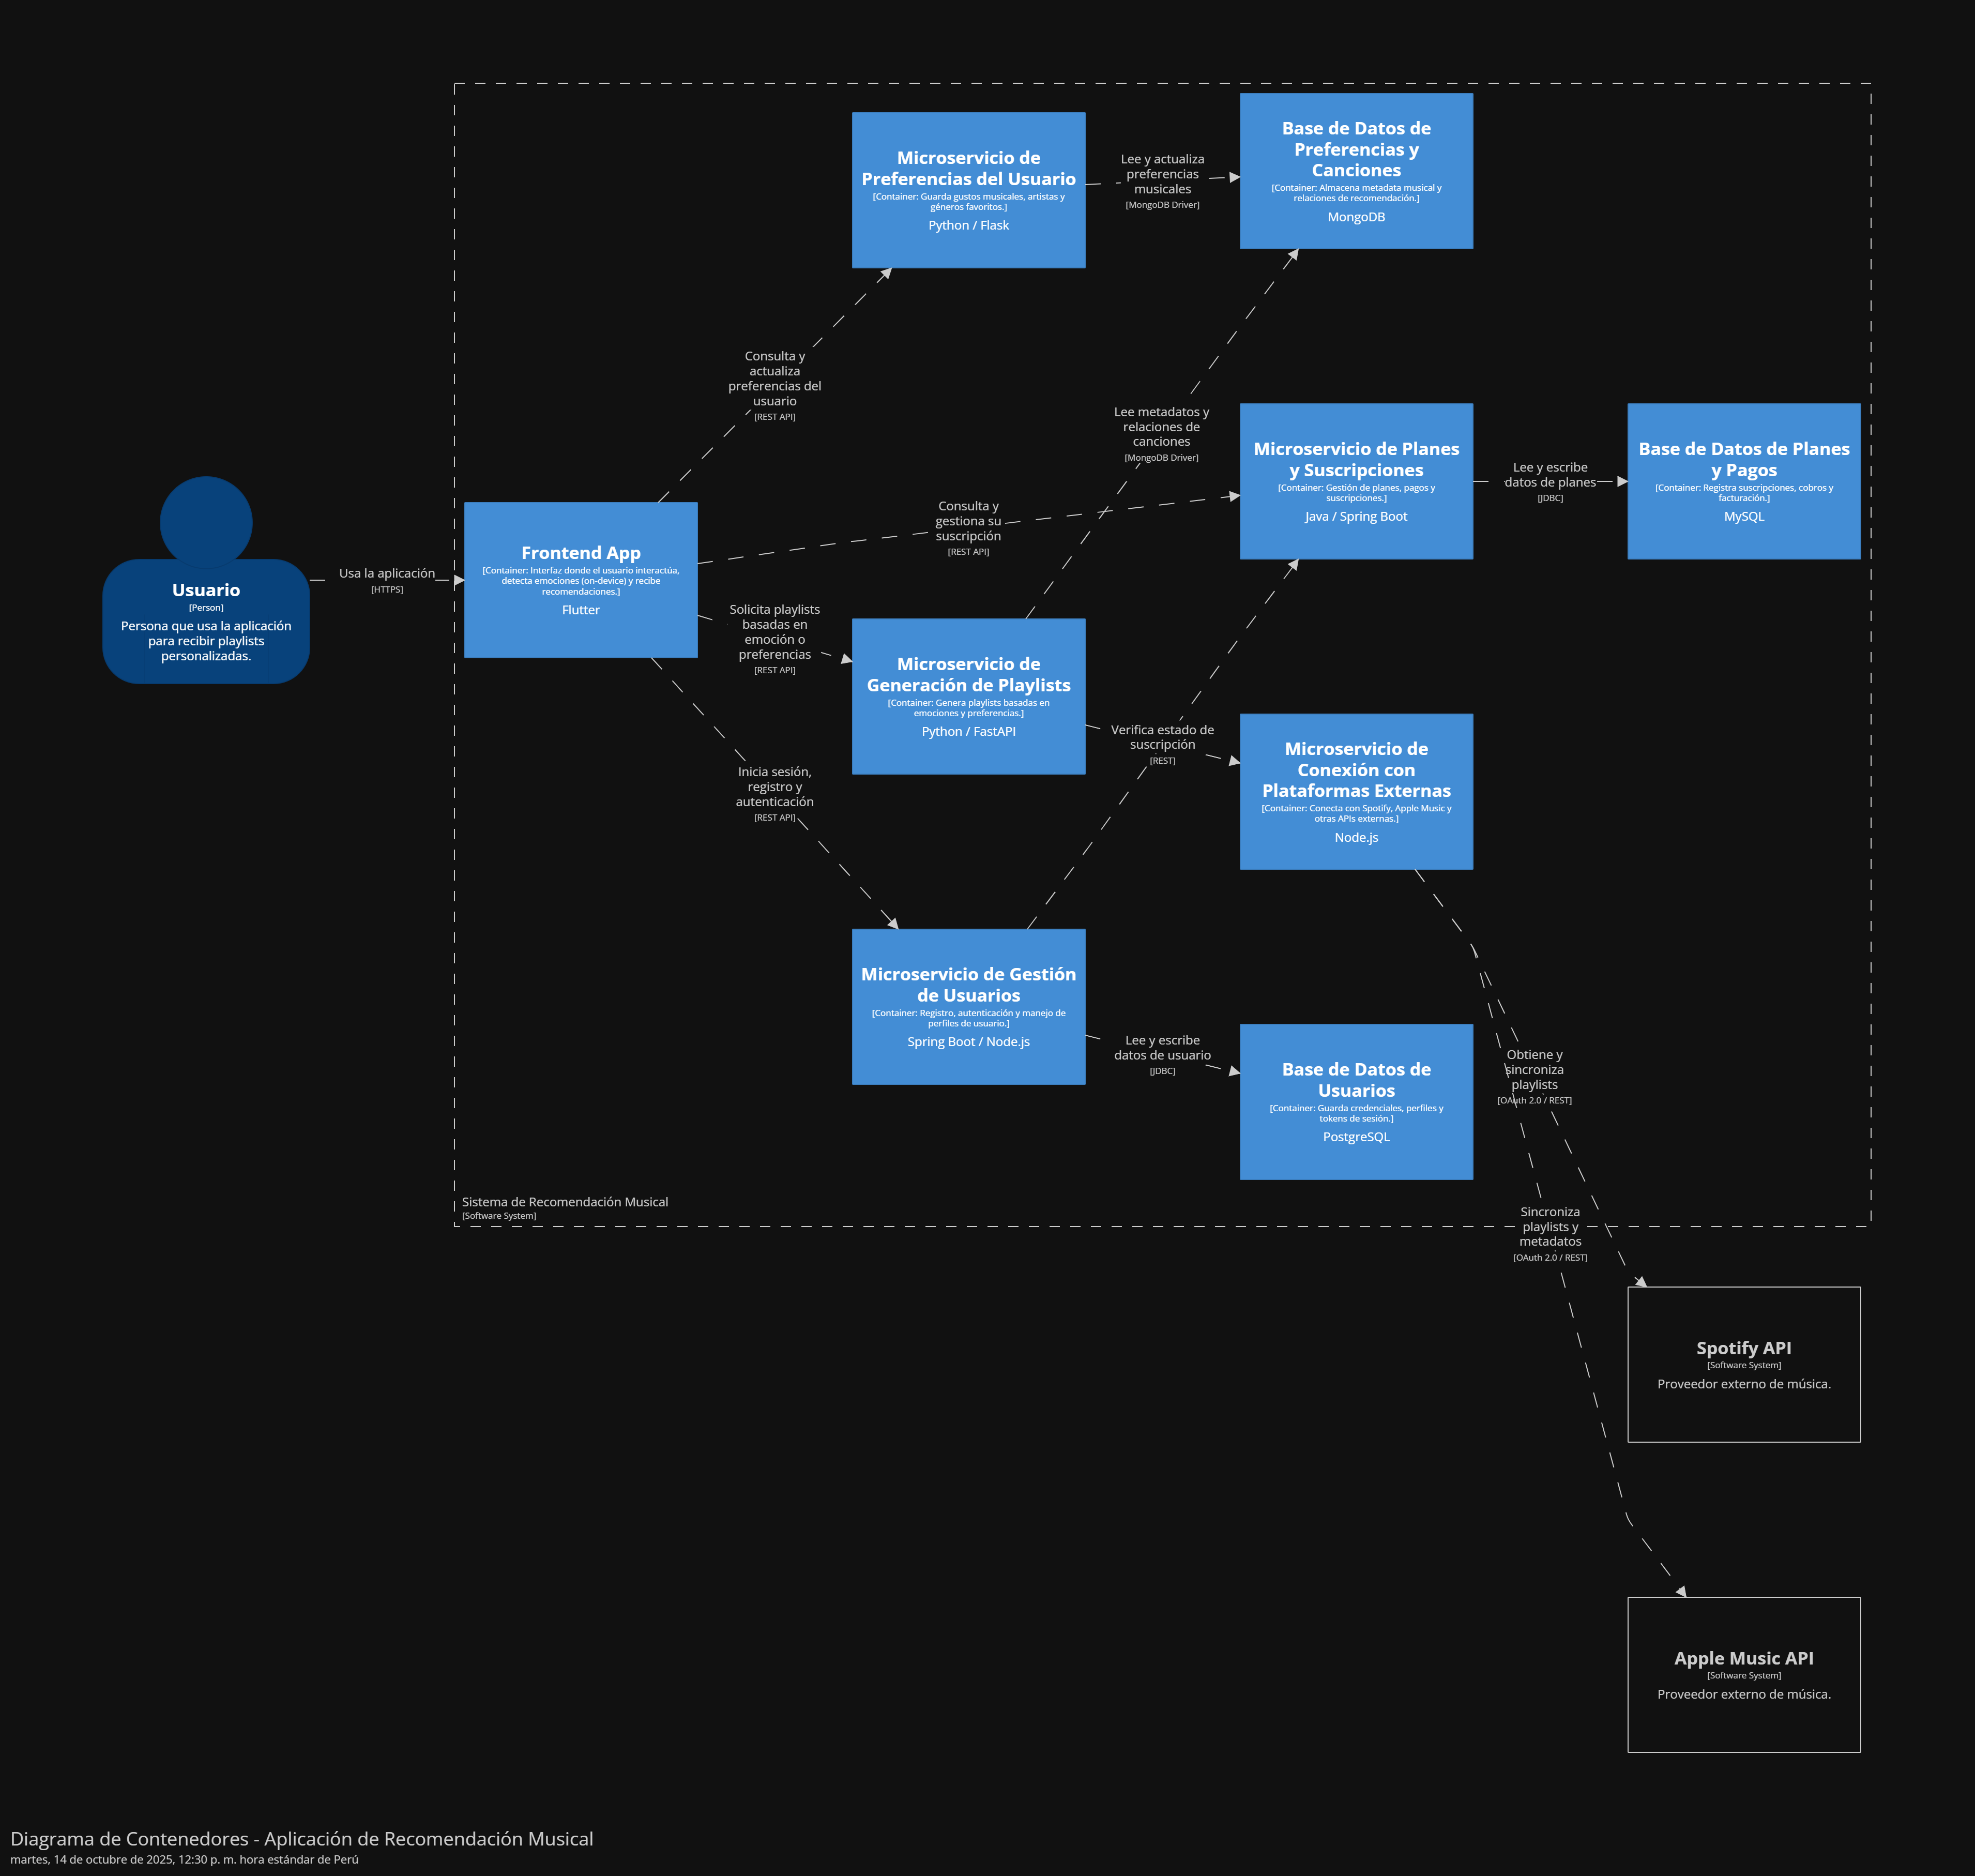 Microservicio de
Preferencias del Usuario
[Container: Guarda gustos musicales, artistas y
géneros favoritos.]
Python / Flask
Lee y actualiza
preferencias
musicales
[MongoDB Driver]
Base de Datos de
Preferencias y
Canciones
[Container: Almacena metadata musical y
relaciones de recomendación.]
MongoDB
Consulta y
actualiza
preferencias del
usuario
[REST API]
Lee metadatos y
relaciones de
canciones
[MongoDB Driver]
Microservicio de Planes
y Suscripciones
[Container: Gestión de planes, pagos y
suscripciones.]
Java / Spring Boot
Lee y escribe
datos de planes
[JDBC]
Base de Datos de Planes
y Pagos
[Container: Registra suscripciones, cobros y
facturación.]
MySQL
Usuario
[Person]
Persona que usa la aplicación
para recibir playlists
personalizadas.
Usa la aplicación
[HTTPS]
Frontend App
[Container: Interfaz donde el usuario interactúa,
detecta emociones (on-device) y recibe
recomendaciones.]
Flutter
Consulta y
gestiona su
suscripción
[REST API]
Solicita playlists
basadas en
emoción o
preferencias
[REST API]
Microservicio de
Generación de Playlists
[Container: Genera playlists basadas en
emociones y preferencias.]
Python / FastAPI
Verifica estado de
suscripción
[REST]
Microservicio de
Conexión con
Plataformas Externas
[Container: Conecta con Spotify, Apple Music y
otras APIs externas.]
Node.js
Inicia sesión,
registro y
autenticación
[REST API]
Microservicio de Gestión
de Usuarios
[Container: Registro, autenticación y manejo de
perfiles de usuario.]
Spring Boot / Node.js
Lee y escribe
datos de usuario
[JDBC]
Base de Datos de
Usuarios
[Container: Guarda credenciales, perfiles y
tokens de sesión.]
PostgreSQL
Obtiene y
sincroniza
playlists
[OAuth 2.0 / REST]
Sistema de Recomendación Musical
[Software System]
Sincroniza
playlists y
metadatos
[OAuth 2.0 / REST]
Spotify API
[Software System]
Proveedor externo de música.
Apple Music API
[Software System]
Proveedor externo de música.
Diagrama de Contenedores - Aplicación de Recomendación Musical
martes, 14 de octubre de 2025, 12:30 p. m. hora estándar de Perú